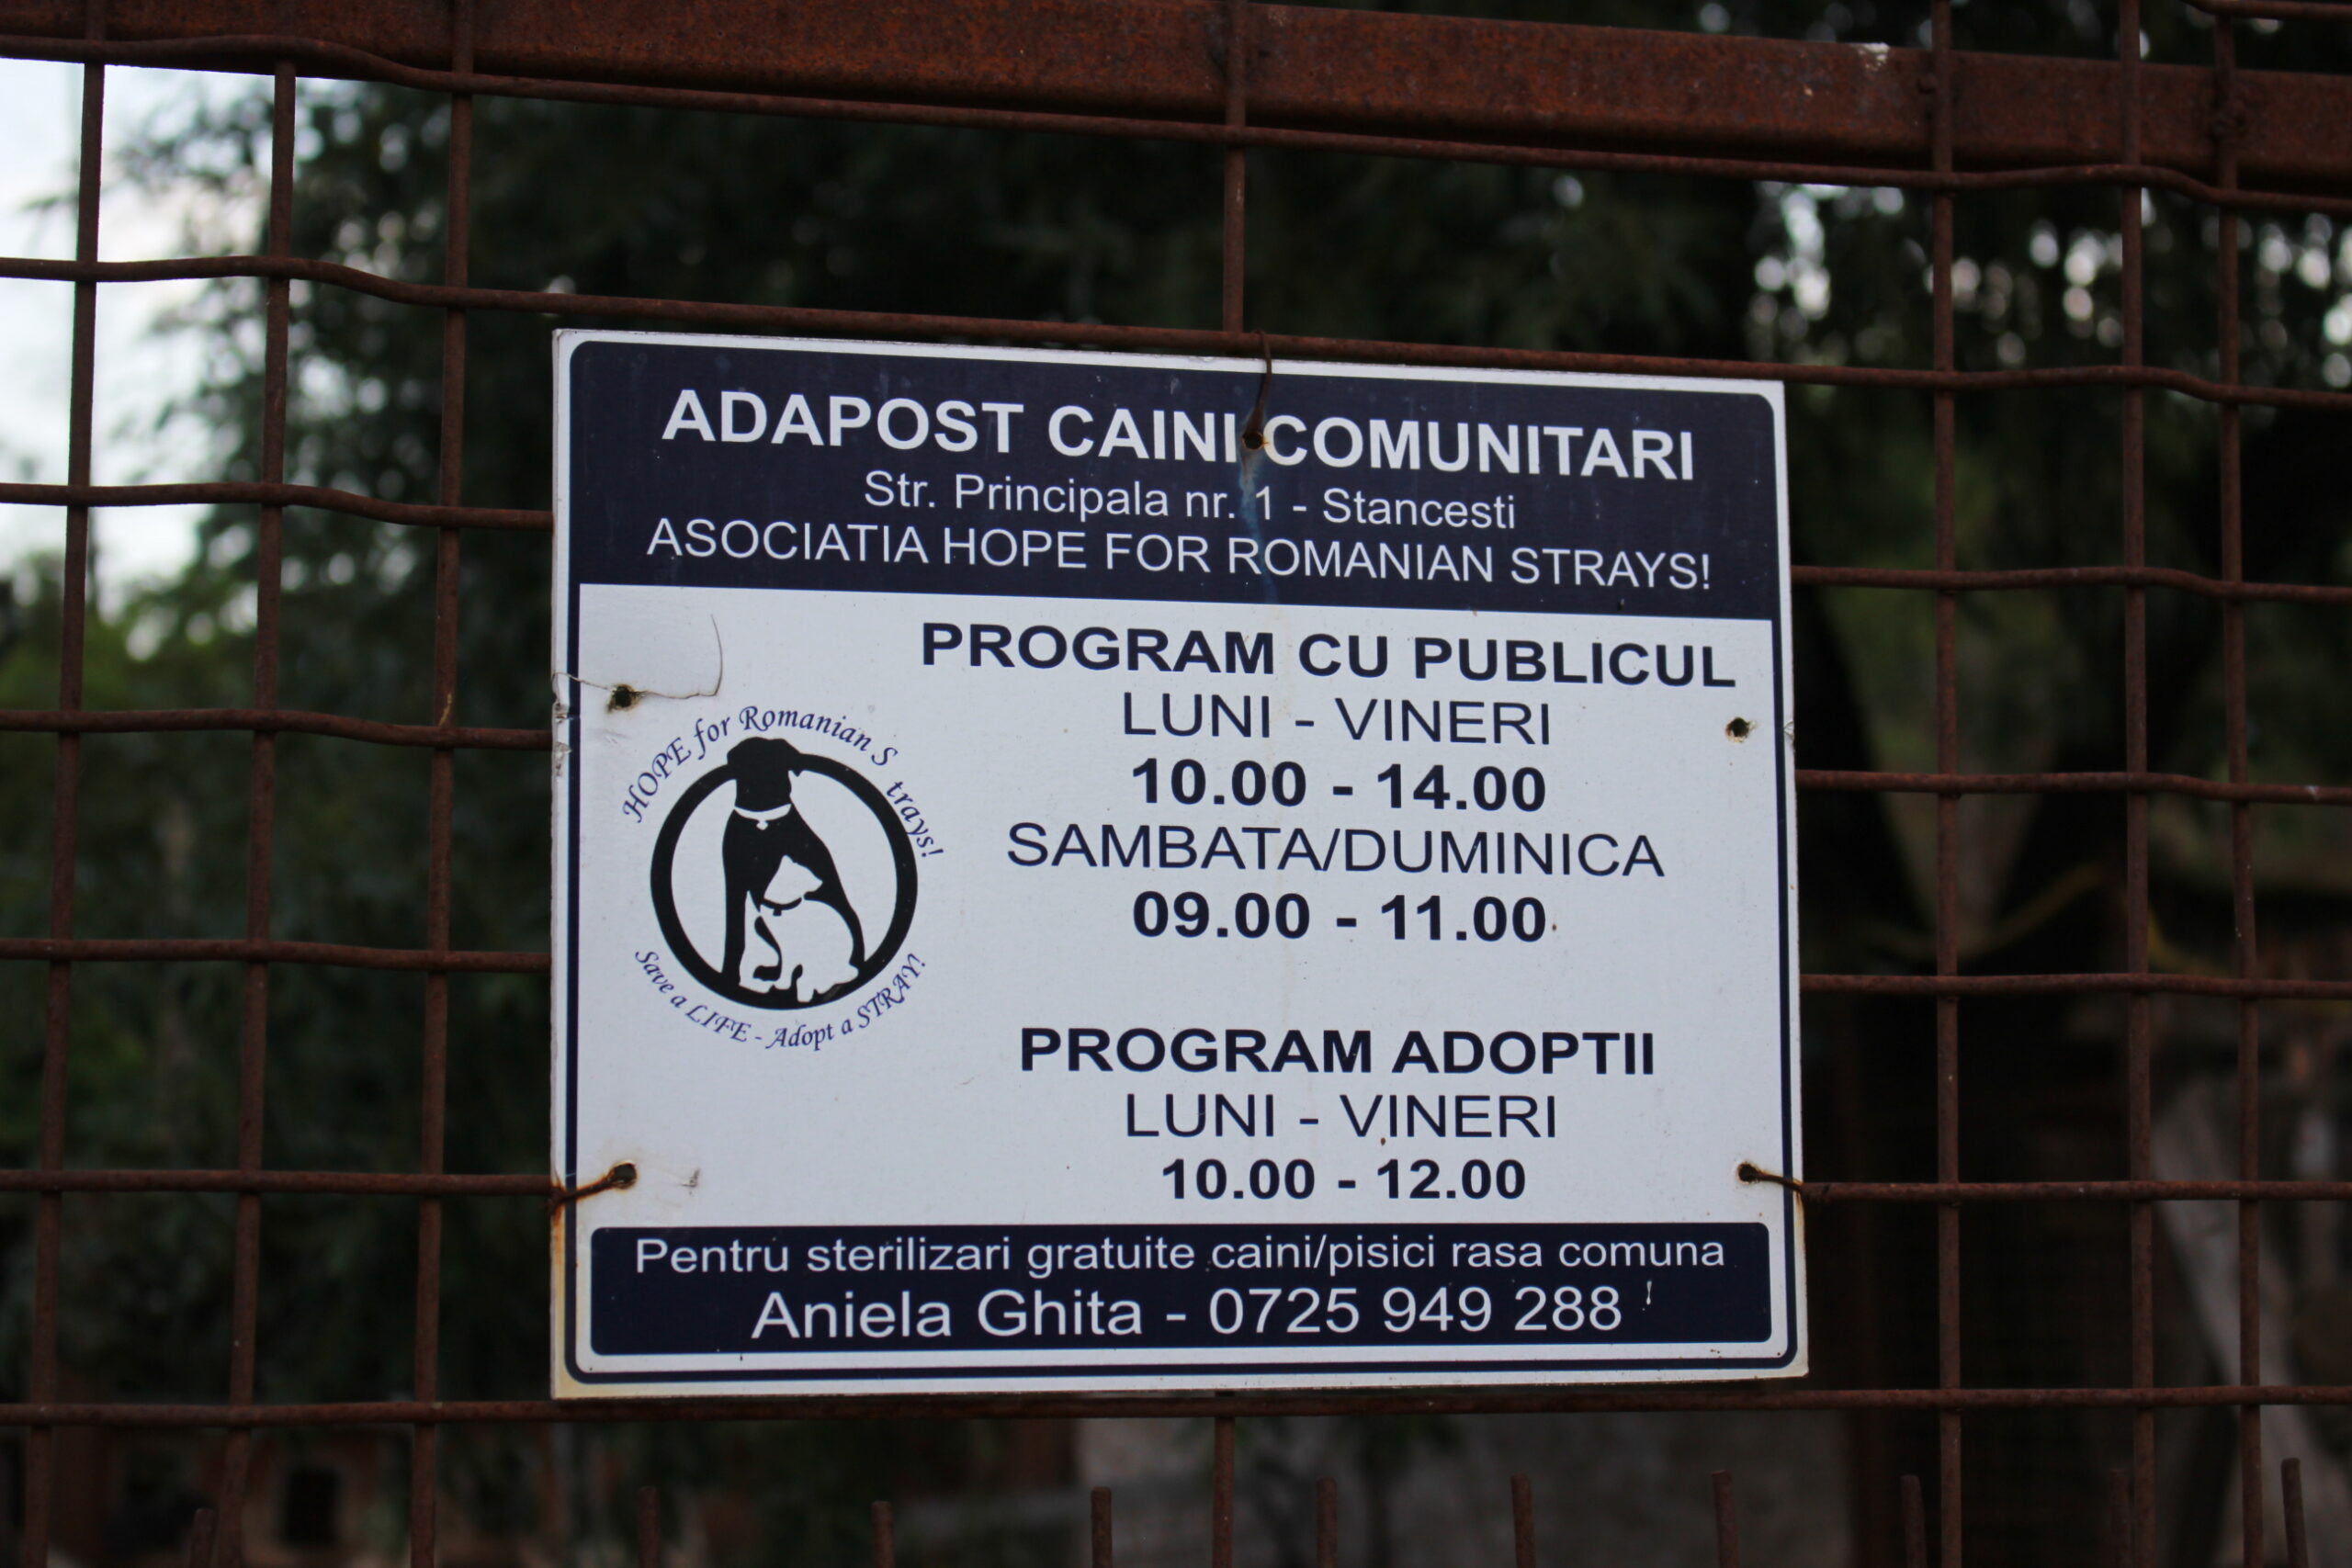 ADAPOST CAINI COMUNITARI
Str. Principala nr. 1 - Stancesti
ASOCIATIA HOPE FOR ROMANIAN STRAYS!
PROGRAM CU PUBLICUL
LUNI - VINERI
10.00 - 14.00
SAMBATA/DUMINICA
09.00 - 11.00
HOPE for Romanian S trays!
Save a LIFE - Adopt a STRAY!
PROGRAM ADOPTII
LUNI - VINERI
10.00 - 12.00
Pentru sterilizari gratuite caini/pisici rasa comuna
Aniela Ghita - 0725 949 288